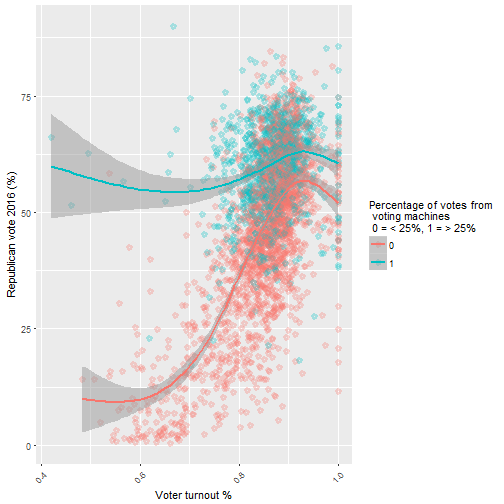 Republican vote 2016 (%)
75
50
25
0
0.4
0.6
0.8
1.0
Voter turnout %
Percentage of votes from
voting machines
0 = < 25%, 1 = > 25%
0
1